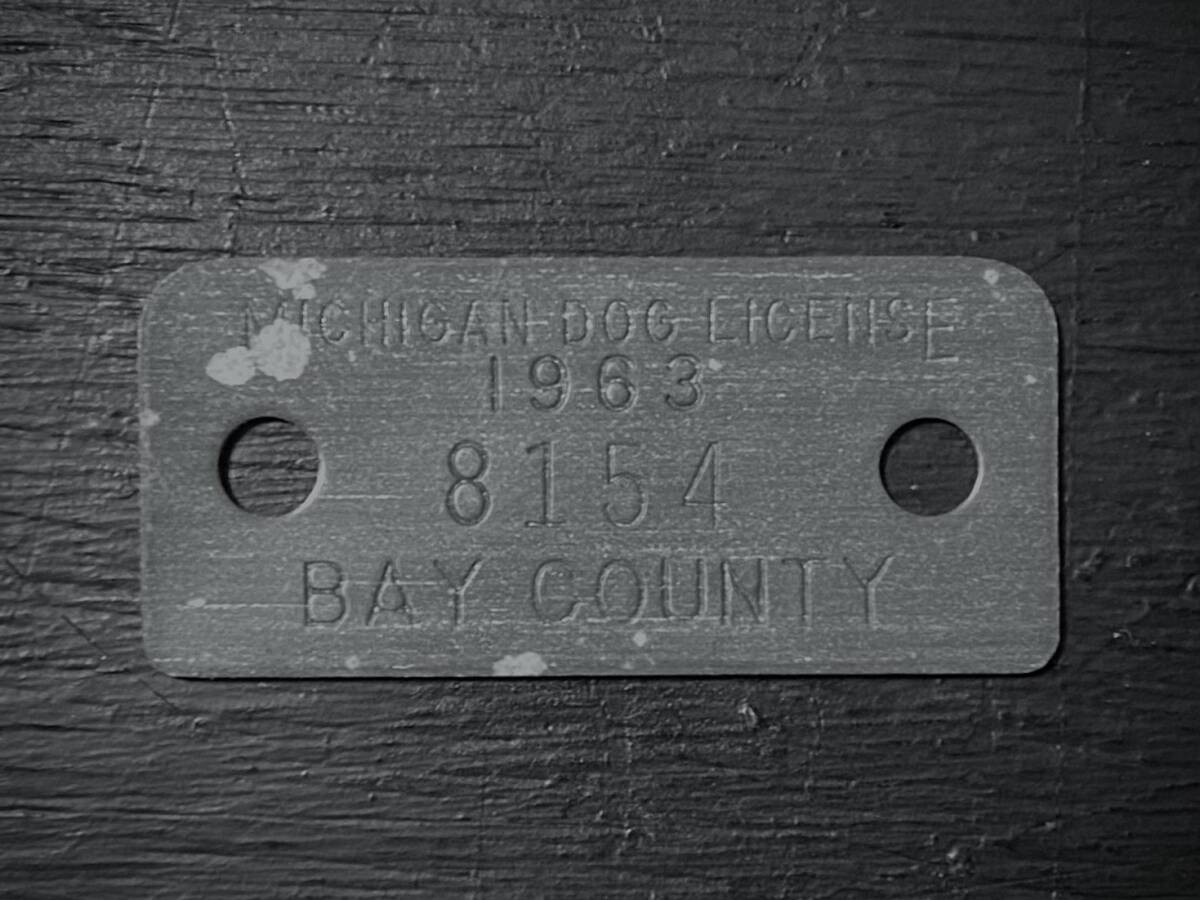 MICHIGAN DOG LICENSE
1963
8154
BAY COUNTY